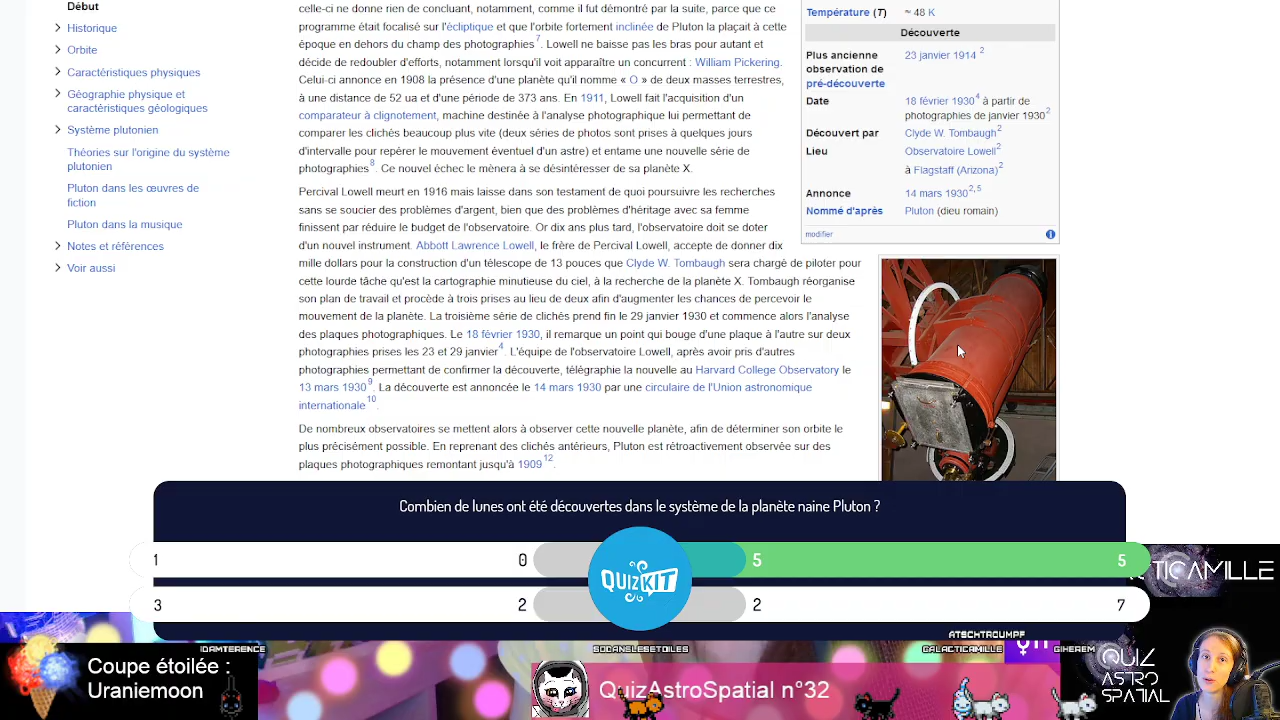 Début
Historique
Orbite
Caractéristiques physiques
Géographie physique et
caractéristiques géologiques
Système plutonien
Théories sur l'origine du système
plutonien
Pluton dans les œuvres de
fiction
Pluton dans la musique
Notes et références
Voir aussi
celle-ci ne donne rien de concluant, notamment, comme il fut démontré par la suite, parce que ce
programme était focalisé sur l'écliptique et que l'orbite fortement inclinée de Pluton la plaçait à cette
époque en dehors du champ des photographies7. Lowell ne baisse pas les bras pour autant et
décide de redoubler d'efforts, notamment lorsqu'il voit apparaître un concurrent : William Pickering.
Celui-ci annonce en 1908 la présence d'une planète qu'il nomme « O » de deux masses terrestres,
à une distance de 52 ua et d'une période de 373 ans. En 1911, Lowell fait l'acquisition d'un
comparateur à clignotement, machine destinée à l'analyse photographique lui permettant de
comparer les clichés beaucoup plus vite (deux séries de photos sont prises à quelques jours
d'intervalle pour repérer le mouvement éventuel d'un astre) et entame une nouvelle série de
photographies8. Ce nouvel échec le mènera à se désintéresser de sa planète X.
Percival Lowell meurt en 1916 mais laisse dans son testament de quoi poursuivre les recherches
sans se soucier des problèmes d'argent, bien que des problèmes d'héritage avec sa femme
finissent par réduire le budget de l'observatoire. Or dix ans plus tard, l'observatoire doit se doter
d'un nouvel instrument. Abbott Lawrence Lowell, le frère de Percival Lowell, accepte de donner dix
mille dollars pour la construction d'un télescope de 13 pouces que Clyde W. Tombaugh sera chargé de piloter pour
cette lourde tâche qu'est la cartographie minutieuse du ciel, à la recherche de la planète X. Tombaugh réorganise
son plan de travail et procède à trois prises au lieu de deux afin d'augmenter les chances de percevoir le
mouvement de la planète. La troisième série de clichés prend fin le 29 janvier 1930 et commence alors l'analyse
des plaques photographiques. Le 18 février 1930, il remarque un point qui bouge d'une plaque à l'autre sur deux
photographies prises les 23 et 29 janvier4. L'équipe de l'observatoire Lowell, après avoir pris d'autres
photographies permettant de confirmer la découverte, télégraphie la nouvelle au Harvard College Observatory le
13 mars 19309. La découverte est annoncée le 14 mars 1930 par une circulaire de l'Union astronomique
internationale10.
De nombreux observatoires se mettent alors à observer cette nouvelle planète, afin de déterminer son orbite le
plus précisément possible. En reprenant des clichés antérieurs, Pluton est rétroactivement observée sur des
plaques photographiques remontant jusqu'à 190912.
Température (T) ≈ 48 K
Découverte
Plus ancienne observation de pré-découverte 23 janvier 1914 2
Date 18 février 19304 à partir de
photographies de janvier 19302
Découvert par Clyde W. Tombaugh2
Lieu Observatoire Lowell2
à Flagstaff (Arizona)2
Annonce 14 mars 19302, 5
Nommé d'après Pluton (dieu romain)
modifier
Combien de lunes ont été découvertes dans le système de la planète naine Pluton ?
1 0 5 5
3 2 2 7
QUIZKIT
TICAMILLE
IDAMTERENCE
SODANSLESETOILES
ATSCHTROUMPF
GALACTICAMILLE
GIHEREM
Coupe étoilée :
Uraniemoon
QuizAstroSpatial n°32
QUIZ
ASTRO
SPATIAL